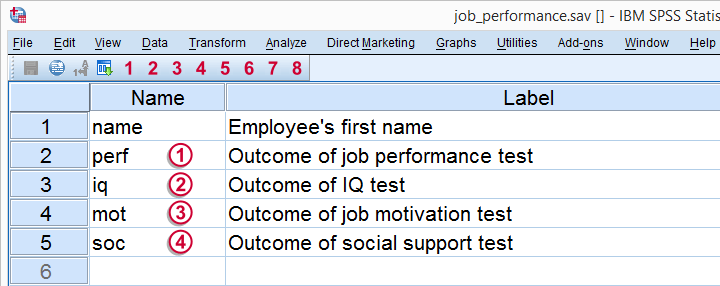 job_performance.sav [] - IBM SPSS Statis
File Edit View Data Transform Analyze Direct Marketing Graphs Utilities Add-ons Window Help
1 2 3 4 5 6 7 8
Name Label
1 name Employee's first name
2 perf 1 Outcome of job performance test
3 iq 2 Outcome of IQ test
4 mot 3 Outcome of job motivation test
5 soc 4 Outcome of social support test
6